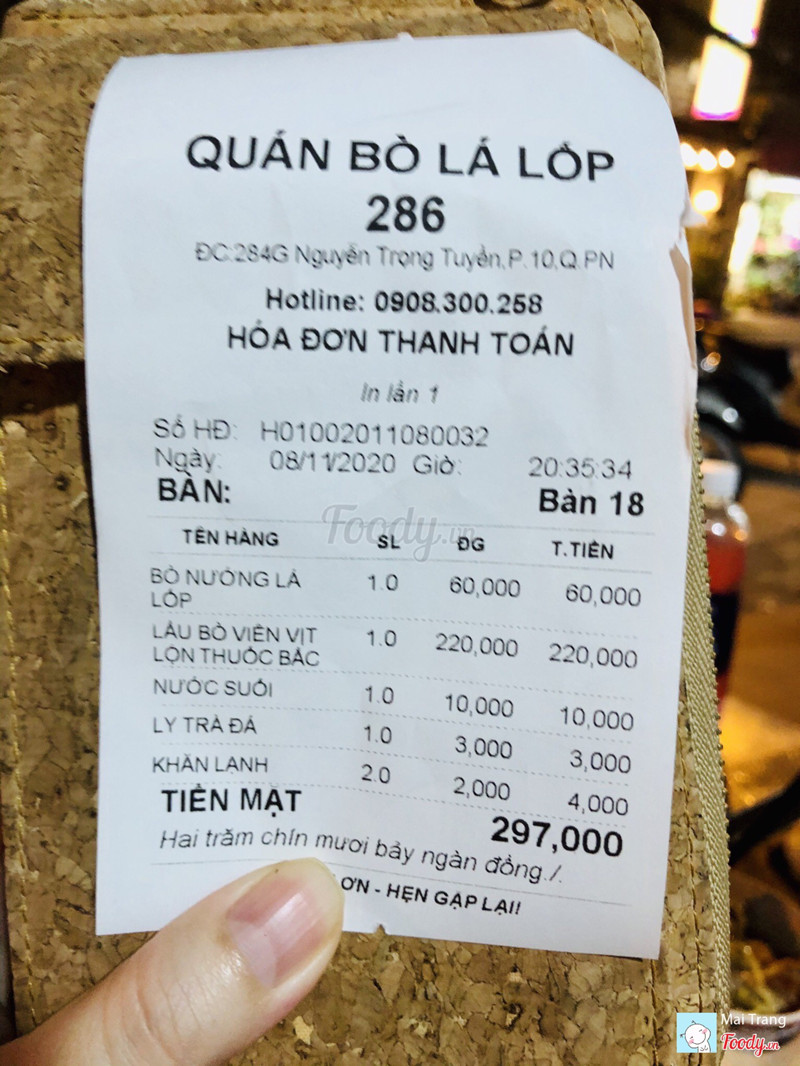 QUÁN BÒ LÁ LỐP
286
ĐC:284G Nguyễn Trọng Tuyển,P.10,Q.PN
Hotline: 0908.300.258
HÓA ĐƠN THANH TOÁN
In lần 1
Số HĐ: H01002011080032
Ngày: 08/11/2020 Giờ: 20:35:34
BÀN: Bàn 18
Foody.vn
TÊN HÀNG SL ĐG T.TIỀN
BÒ NƯỚNG LÁ LỐP 1.0 60,000 60,000
LẨU BÒ VIÊN VỊT LỘN THUỐC BẮC 1.0 220,000 220,000
NƯỚC SUỐI 1.0 10,000 10,000
LY TRÀ ĐÁ 1.0 3,000 3,000
KHĂN LẠNH 2.0 2,000 4,000
TIỀN MẶT 297,000
Hai trăm chín mươi bảy ngàn đồng./.
ƠN - HẸN GẶP LẠI!
Mai Trang
Foody.vn